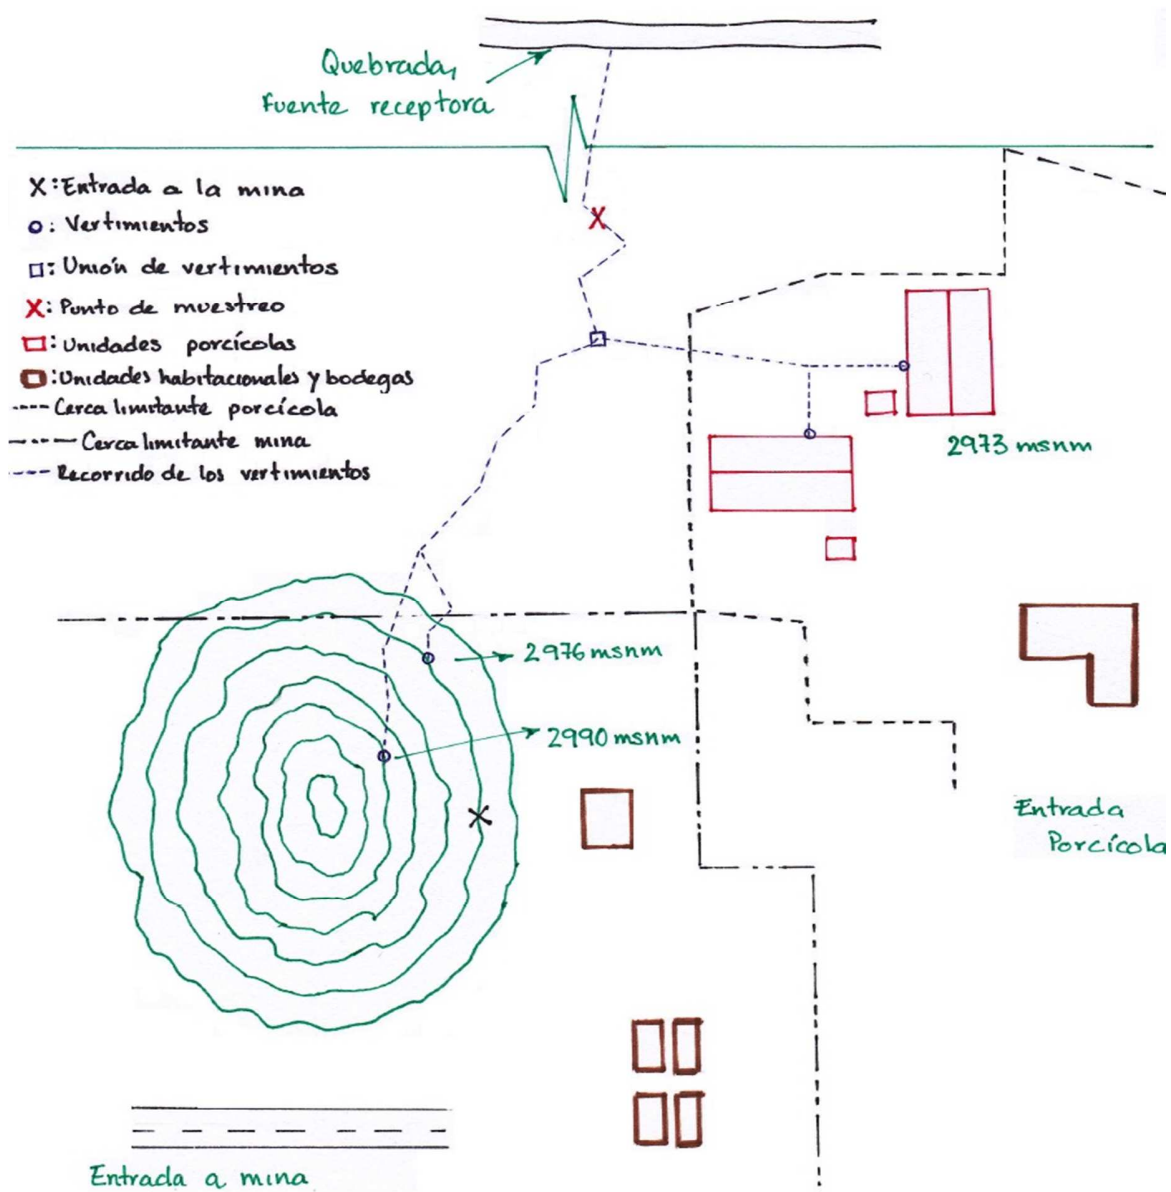 Quebrada,
Fuente receptora
X: Entrada a la mina
o: Vertimientos
□: Unión de vertimientos
X: Punto de muestreo
□: Unidades porcícolas
□: Unidades habitacionales y bodegas
---- Cerca limitante porcícola
—--— Cerca limitante mina
---- Recorrido de los vertimientos
2973 msnm
2976 msnm
2990 msnm
Entrada
Porcícola
Entrada a mina